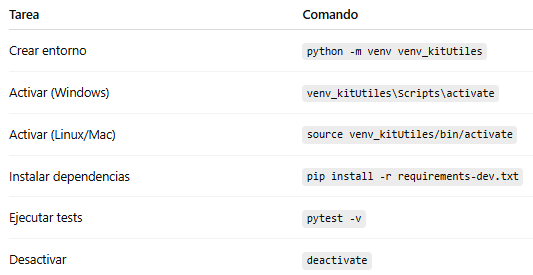 Tarea Comando
Crear entorno python -m venv venv_kitUtiles
Activar (Windows) venv_kitUtiles\Scripts\activate
Activar (Linux/Mac) source venv_kitUtiles/bin/activate
Instalar dependencias pip install -r requirements-dev.txt
Ejecutar tests pytest -v
Desactivar deactivate